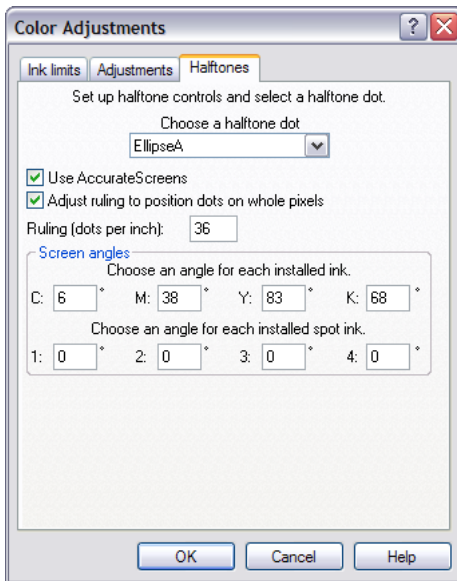 Color Adjustments
Ink limits Adjustments Halftones
Set up halftone controls and select a halftone dot.
Choose a halftone dot
EllipseA
Use AccurateScreens
Adjust ruling to position dots on whole pixels
Ruling (dots per inch): 36
Screen angles
Choose an angle for each installed ink.
C: 6 ° M: 38 ° Y: 83 ° K: 68 °
Choose an angle for each installed spot ink.
1: 0 ° 2: 0 ° 3: 0 ° 4: 0 °
OK Cancel Help